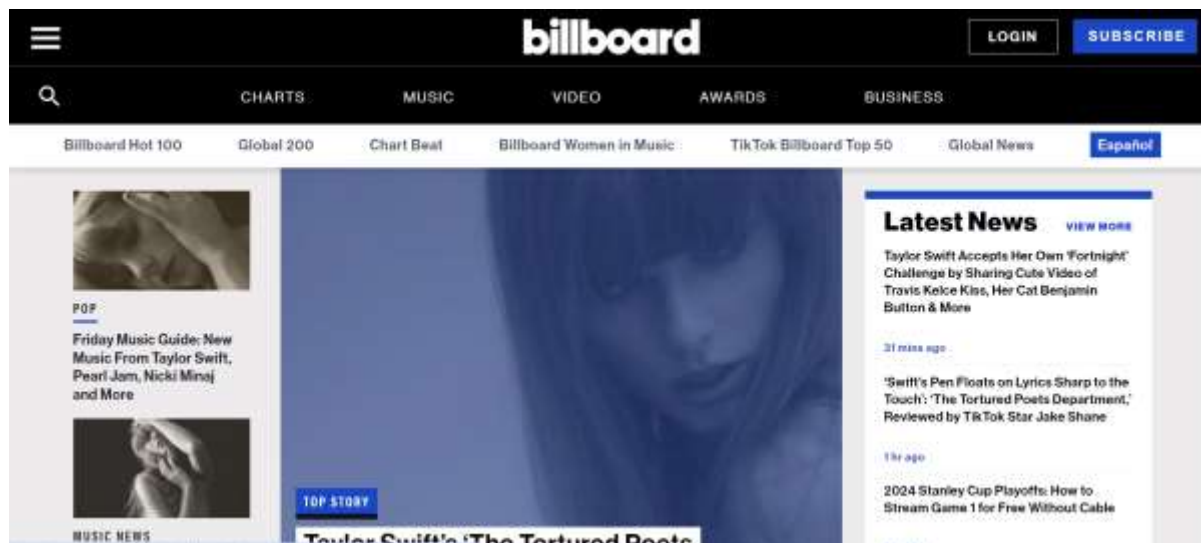 billboard
LOGIN
SUBSCRIBE
CHARTS
MUSIC
VIDEO
AWARDS
BUSINESS
Billboard Hot 100
Global 200
Chart Beat
Billboard Women in Music
TikTok Billboard Top 50
Global News
Español
POP
Friday Music Guide: New
Music From Taylor Swift,
Pearl Jam, Nicki Minaj
and More
MUSIC NEWS
TOP STORY
Taylor Swift's 'The Tortured Poets
Latest News
VIEW MORE
Taylor Swift Accepts Her Own 'Fortnight'
Challenge by Sharing Cute Video of
Travis Kelce Kiss, Her Cat Benjamin
Button & More
31 mins ago
'Swift's Pen Floats on Lyrics Sharp to the
Touch': 'The Tortured Poets Department,'
Reviewed by TikTok Star Jake Shane
1 hr ago
2024 Stanley Cup Playoffs: How to
Stream Game 1 for Free Without Cable